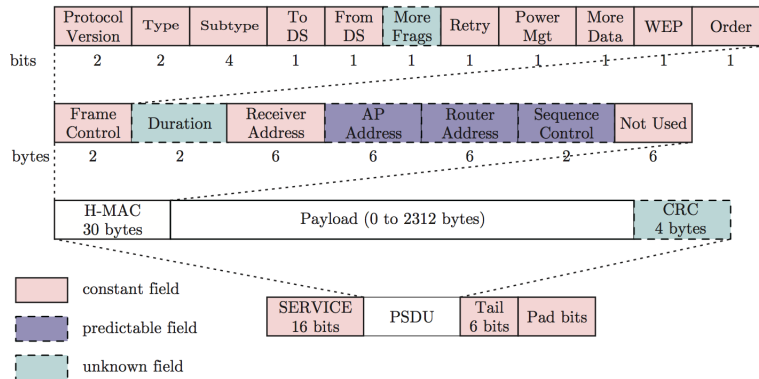 Protocol Version Type Subtype To DS From DS More Frags Retry Power Mgt More Data WEP Order
bits 2 2 4 1 1 1 1 1 1 1 1
Frame Control Duration Receiver Address AP Address Router Address Sequence Control Not Used
bytes 2 2 6 6 6 2 6
H-MAC 30 bytes Payload (0 to 2312 bytes) CRC 4 bytes
SERVICE 16 bits PSDU Tail 6 bits Pad bits
constant field
predictable field
unknown field